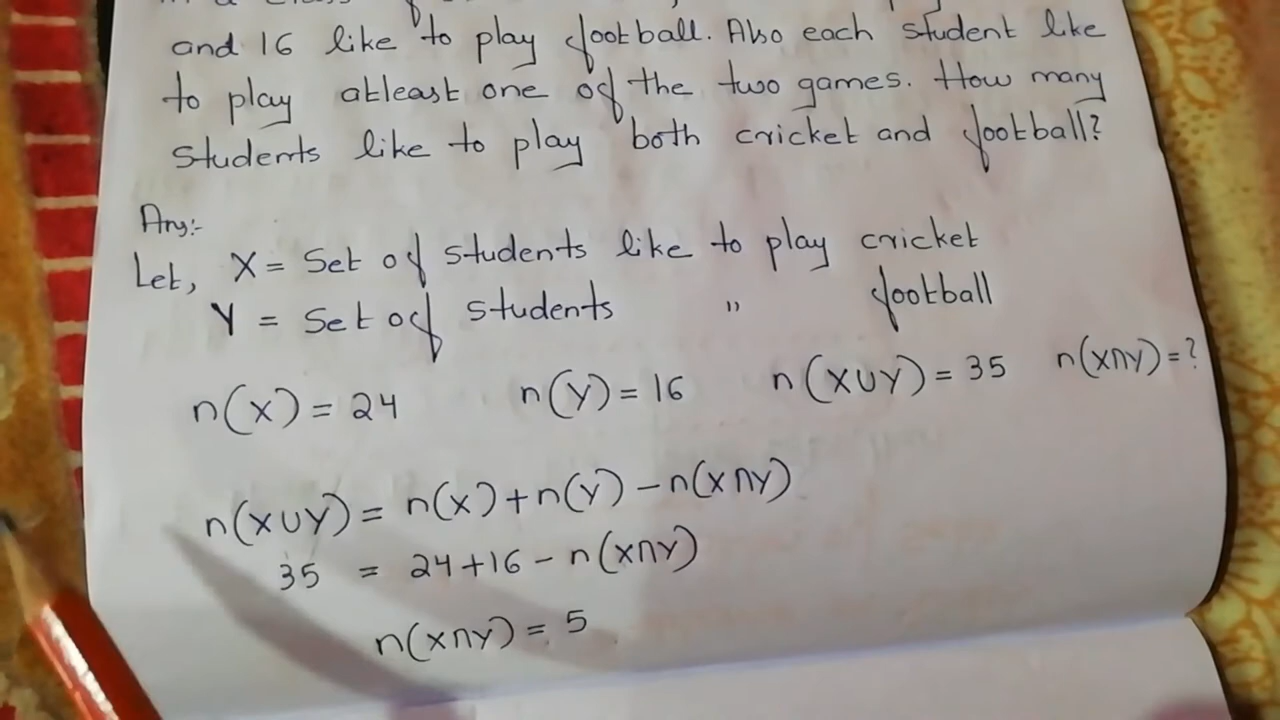 and 16 like to play football. Also each student like
to play atleast one of the two games. How many
students like to play both cricket and football?
Ans:-
Let, X = Set of students like to play cricket
Y = Set of students " football
n(X) = 24 n(Y) = 16 n(X∪Y) = 35 n(X∩Y) = ?
n(X∪Y) = n(X) + n(Y) - n(X∩Y)
35 = 24 + 16 - n(X∩Y)
n(X∩Y) = 5